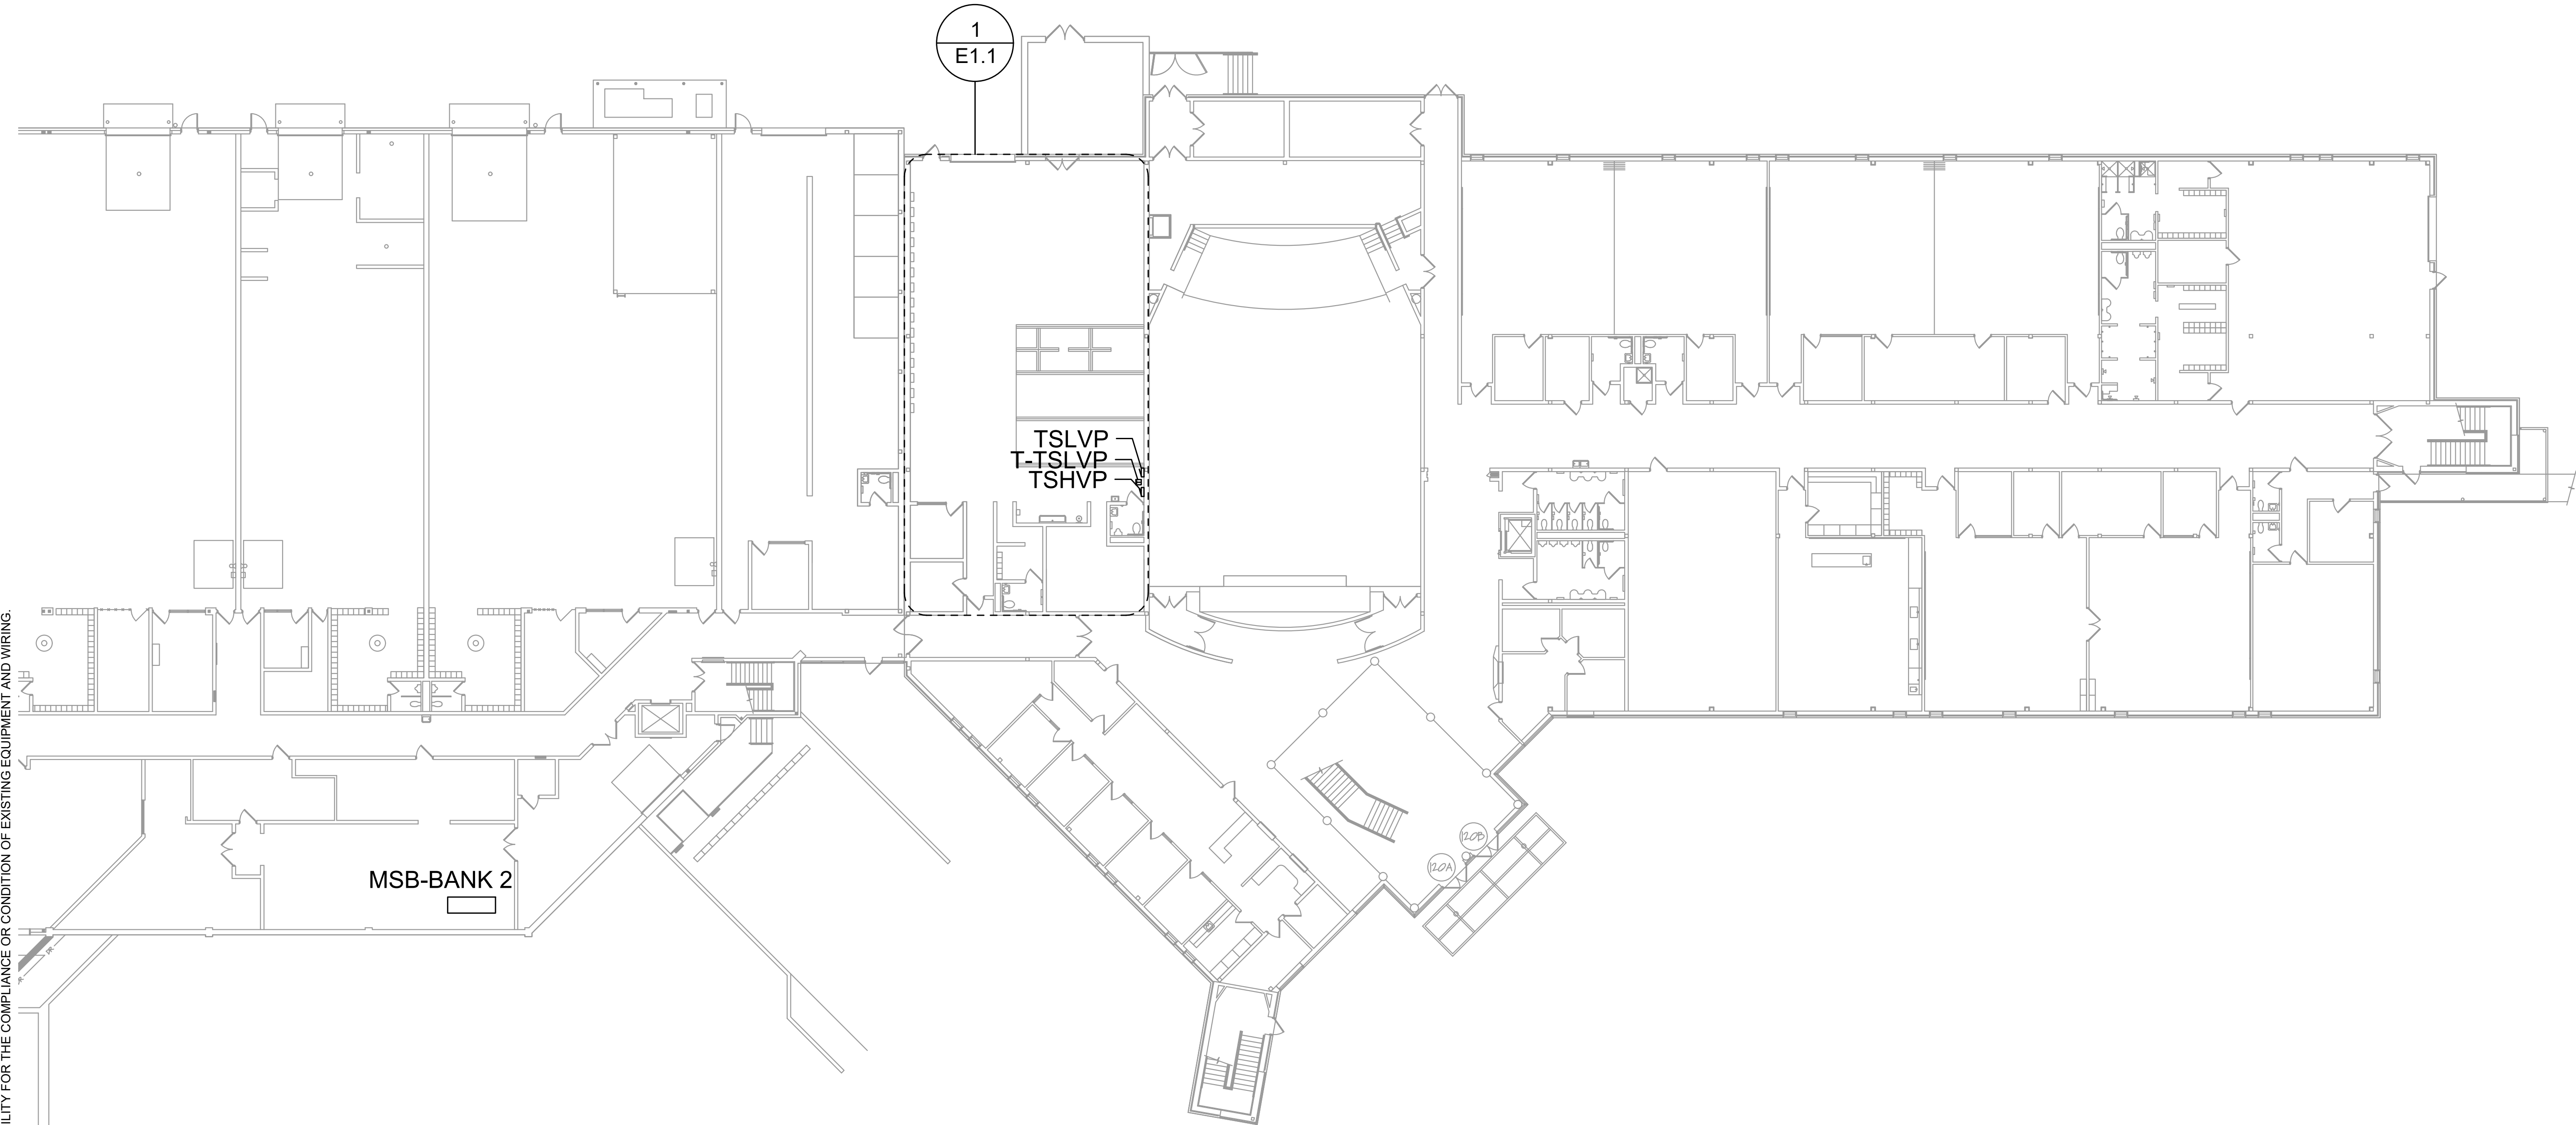 1
E1.1
TSLVP
T-TSLVP
TSHVP
120B
120A
MSB-BANK 2
ILITY FOR THE COMPLIANCE OR CONDITION OF EXISTING EQUIPMENT AND WIRING.